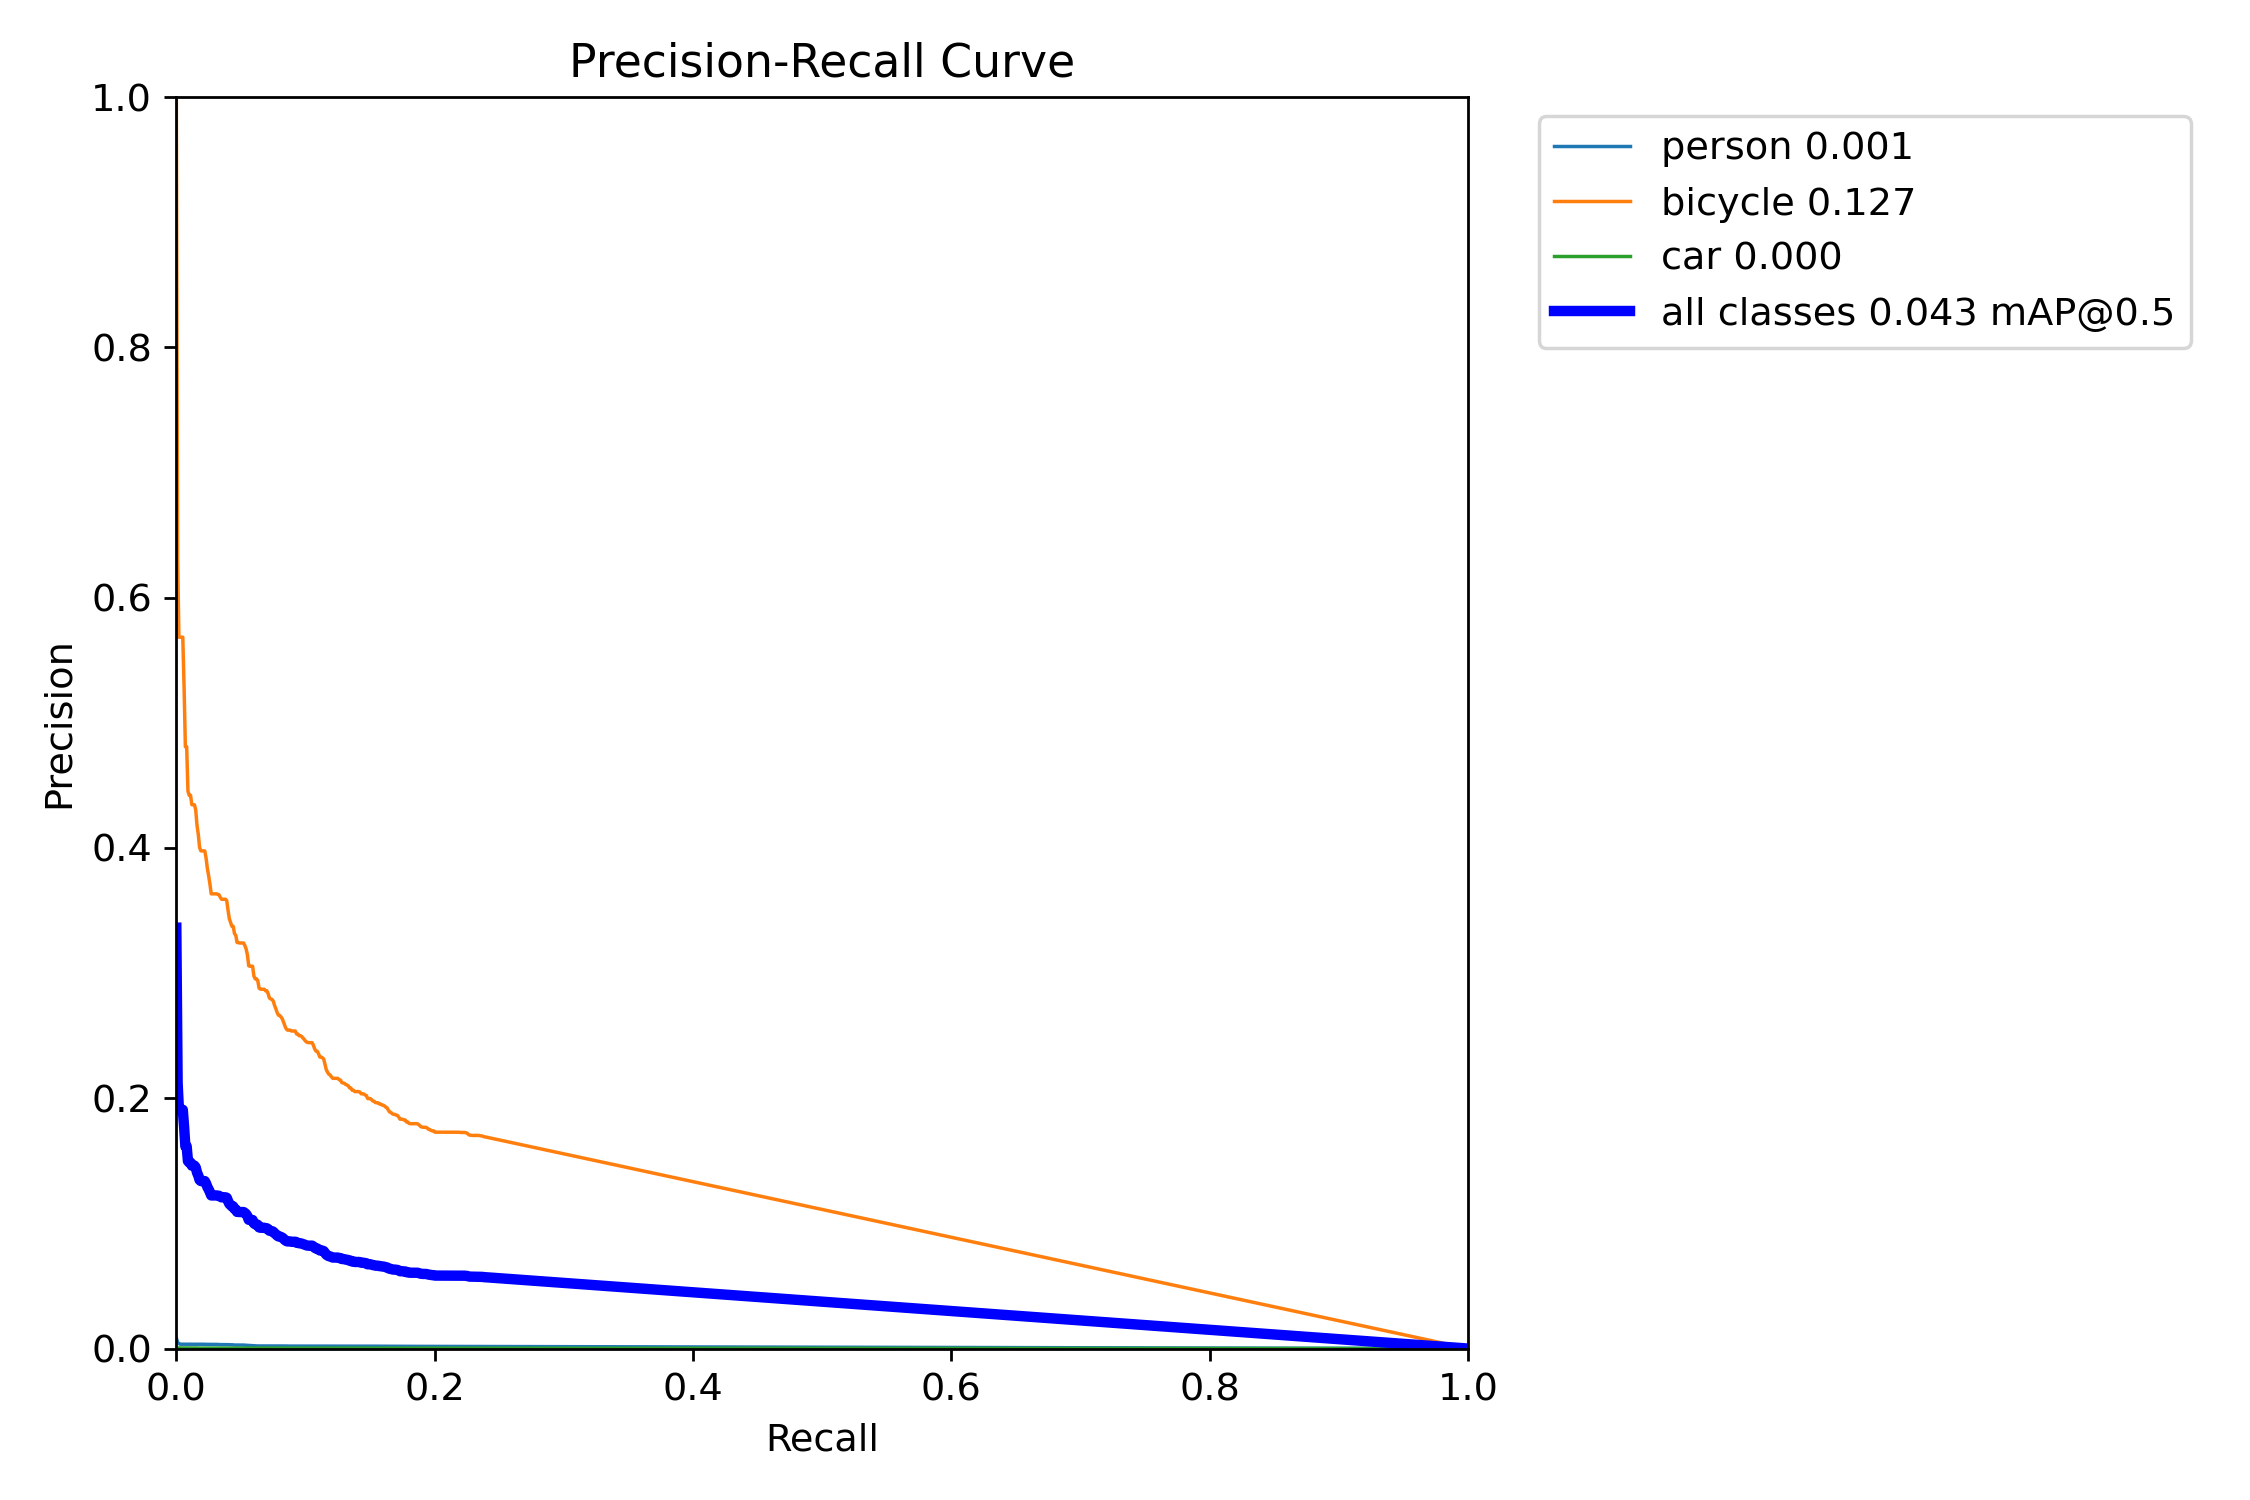 Precision-Recall Curve
1.0
0.8
0.6
0.4
0.2
0.0
Precision
0.0 0.2 0.4 0.6 0.8 1.0
Recall
person 0.001
bicycle 0.127
car 0.000
all classes 0.043 mAP@0.5